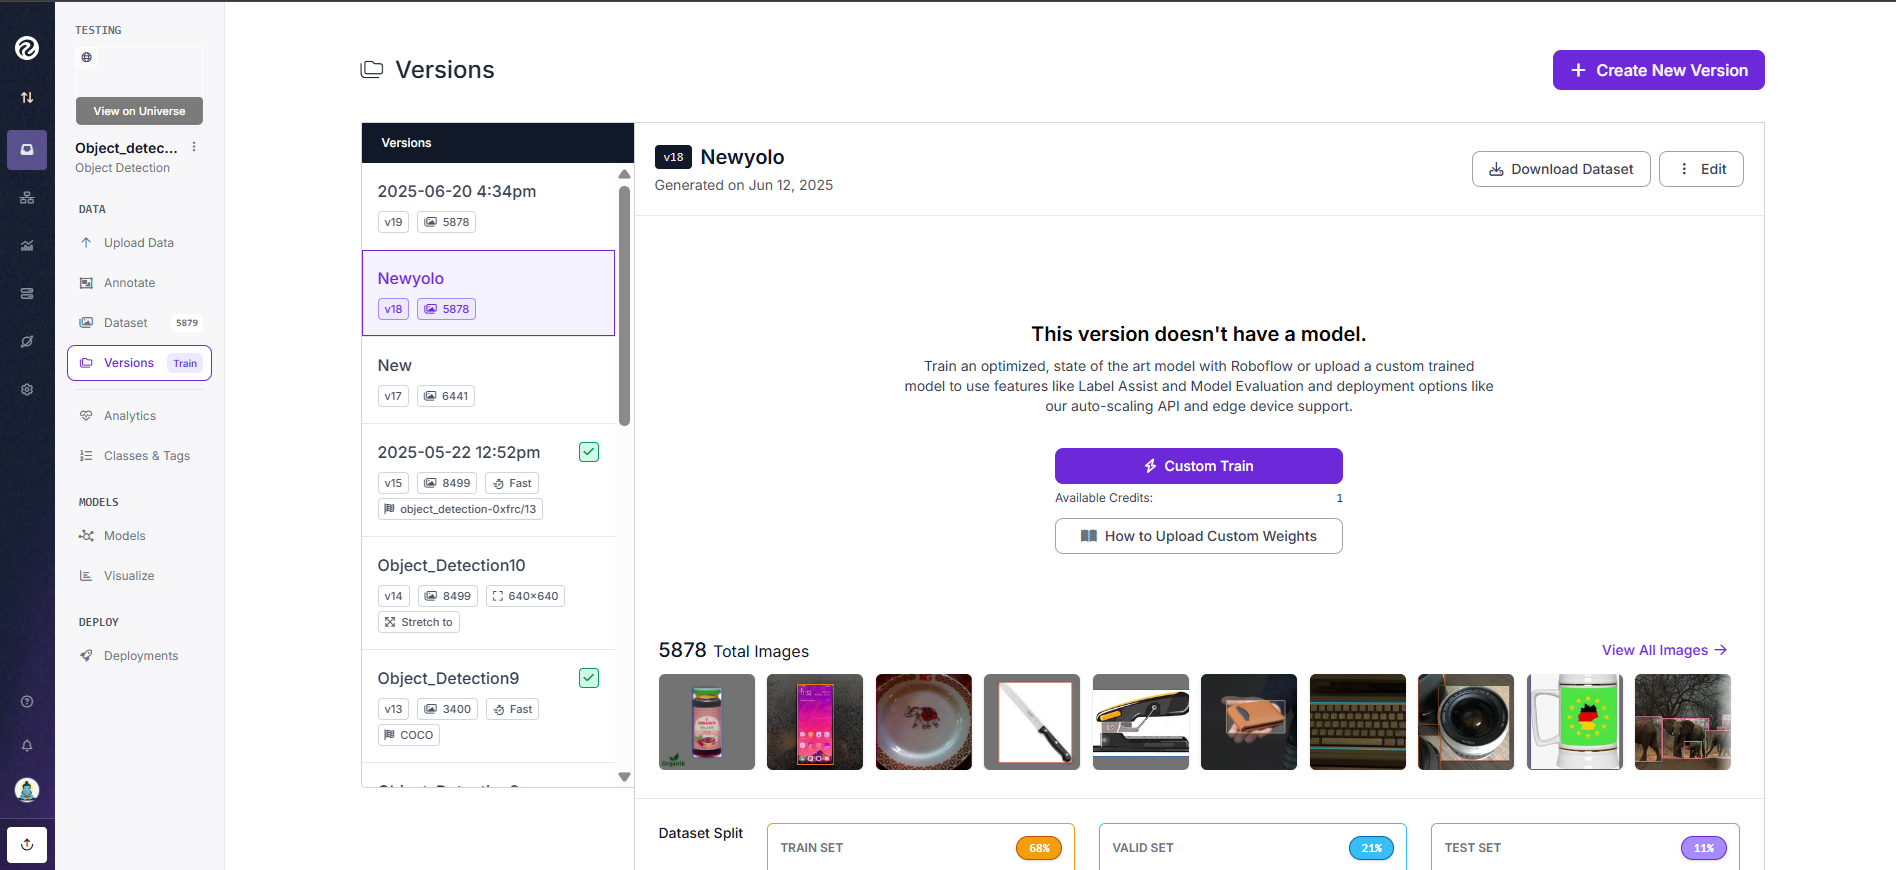 TESTING
View on Universe
Object_detec...
Object Detection
DATA
Upload Data
Annotate
Dataset 5879
Versions Train
Analytics
Classes & Tags
MODELS
Models
Visualize
DEPLOY
Deployments
Versions
+ Create New Version
Versions
2025-06-20 4:34pm
v19 5878
Newyolo
v18 5878
New
v17 6441
2025-05-22 12:52pm
v15 8499 Fast
object_detection-0xfrc/13
Object_Detection10
v14 8499 640×640
Stretch to
Object_Detection9
v13 3400 Fast
COCO
v18 Newyolo
Generated on Jun 12, 2025
Download Dataset
Edit
This version doesn't have a model.
Train an optimized, state of the art model with Roboflow or upload a custom trained
model to use features like Label Assist and Model Evaluation and deployment options like
our auto-scaling API and edge device support.
Custom Train
Available Credits: 1
How to Upload Custom Weights
5878 Total Images
View All Images →
Organik
Dataset Split
TRAIN SET 68%
VALID SET 21%
TEST SET 11%